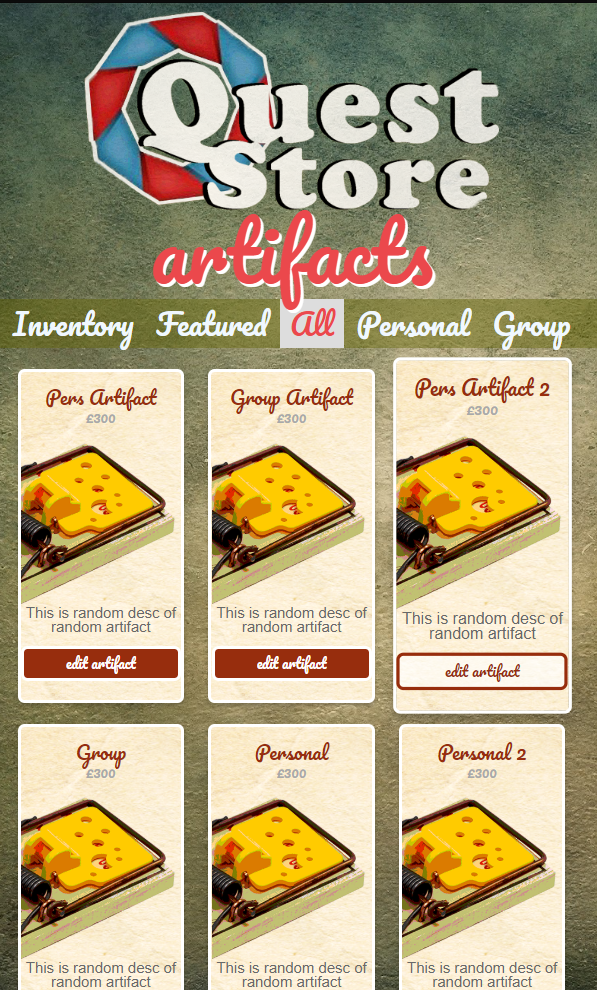 Quest
Store
artifacts
Inventory Featured All Personal Group
Pers Artifact
£300
This is random desc of
random artifact
edit artifact
Group Artifact
£300
This is random desc of
random artifact
edit artifact
Pers Artifact 2
£300
This is random desc of
random artifact
edit artifact
Group
£300
This is random desc of
random artifact
Personal
£300
This is random desc of
random artifact
Personal 2
£300
This is random desc of
random artifact